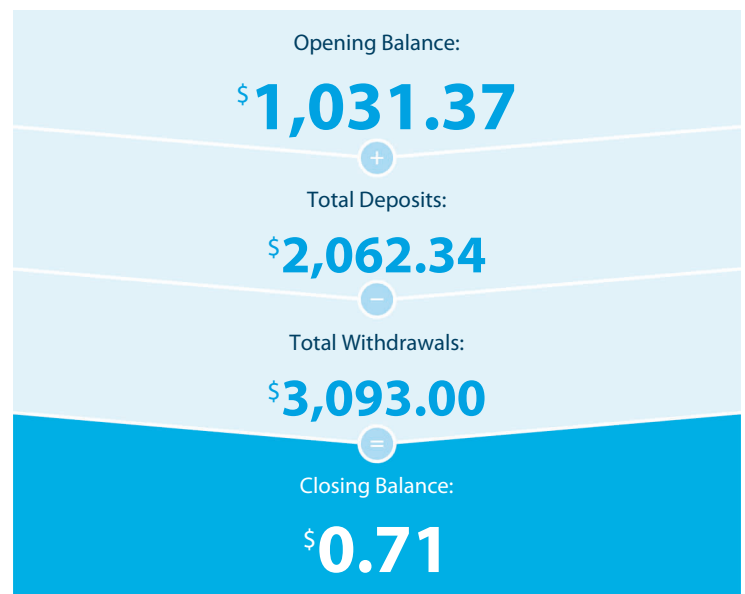 Opening Balance:
$1,031.37
+
Total Deposits:
$2,062.34
−
Total Withdrawals:
$3,093.00
=
Closing Balance:
$0.71